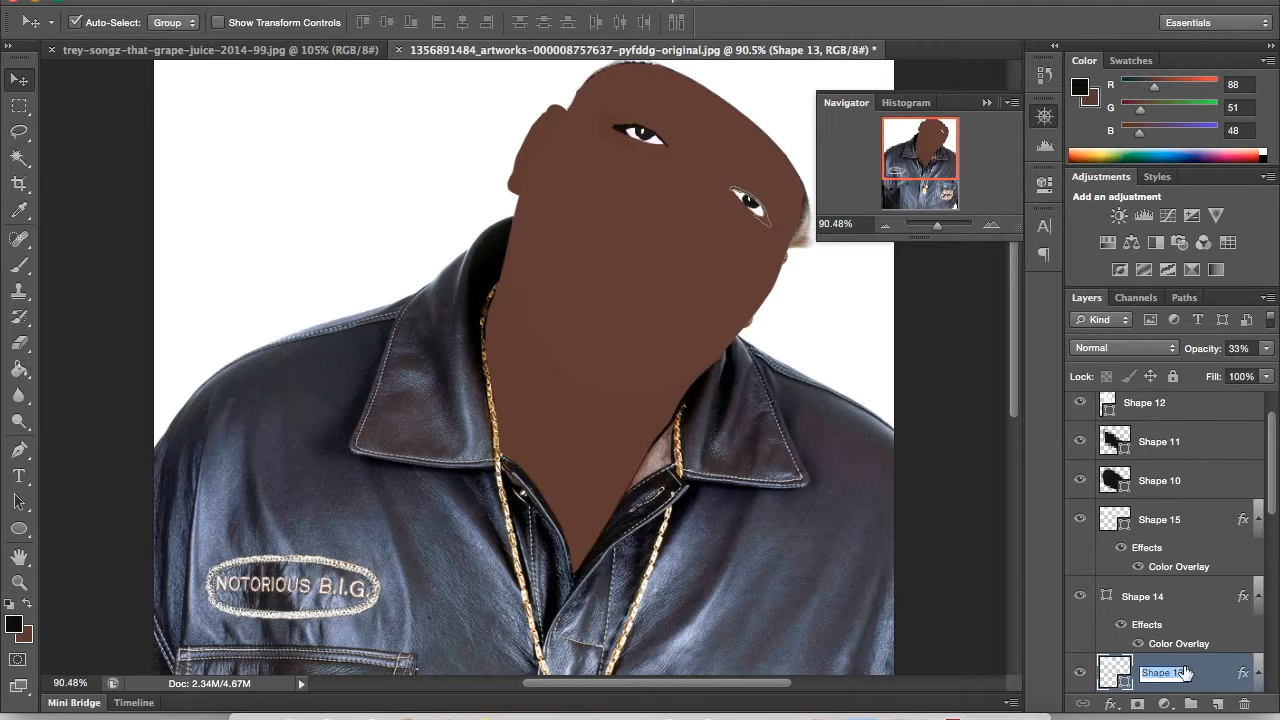 Auto-Select: Group Show Transform Controls Essentials
trey-songz-that-grape-juice-2014-99.jpg @ 105% (RGB/8#) 1356891484_artworks-000008757637-pyfddg-original.jpg @ 90.5% (Shape 13, RGB/8#) *
Color Swatches
R 88
G 51
B 48
Navigator Histogram
90.48%
Adjustments Styles
Add an adjustment
Layers Channels Paths
Kind
Normal Opacity: 33%
Lock: Fill: 100%
Shape 12
Shape 11
Shape 10
Shape 15 fx
Effects
Color Overlay
Shape 14 fx
Effects
Color Overlay
fx
NOTORIOUS B.I.G.
90.48% Doc: 2.34M/4.67M
Mini Bridge Timeline